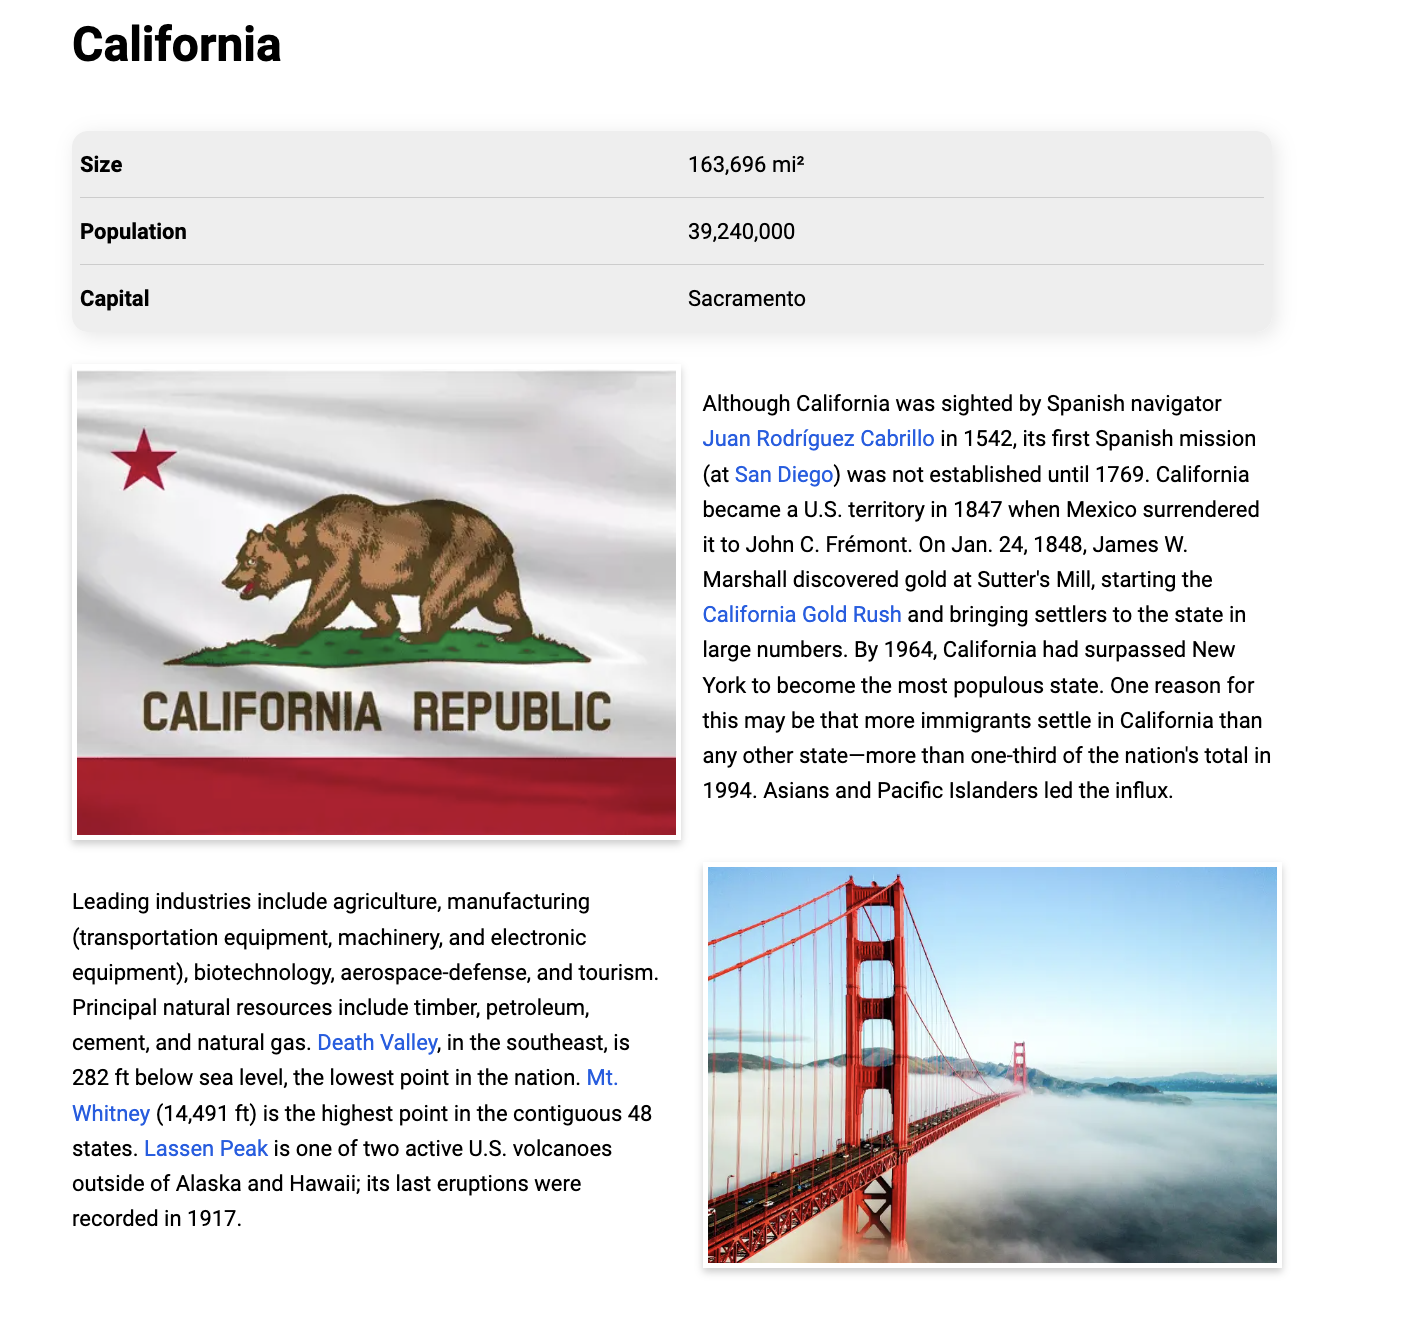 California
Size 163,696 mi²
Population 39,240,000
Capital Sacramento
CALIFORNIA REPUBLIC
Although California was sighted by Spanish navigator
Juan Rodríguez Cabrillo in 1542, its first Spanish mission
(at San Diego) was not established until 1769. California
became a U.S. territory in 1847 when Mexico surrendered
it to John C. Frémont. On Jan. 24, 1848, James W.
Marshall discovered gold at Sutter's Mill, starting the
California Gold Rush and bringing settlers to the state in
large numbers. By 1964, California had surpassed New
York to become the most populous state. One reason for
this may be that more immigrants settle in California than
any other state—more than one-third of the nation's total in
1994. Asians and Pacific Islanders led the influx.
Leading industries include agriculture, manufacturing
(transportation equipment, machinery, and electronic
equipment), biotechnology, aerospace-defense, and tourism.
Principal natural resources include timber, petroleum,
cement, and natural gas. Death Valley, in the southeast, is
282 ft below sea level, the lowest point in the nation. Mt.
Whitney (14,491 ft) is the highest point in the contiguous 48
states. Lassen Peak is one of two active U.S. volcanoes
outside of Alaska and Hawaii; its last eruptions were
recorded in 1917.